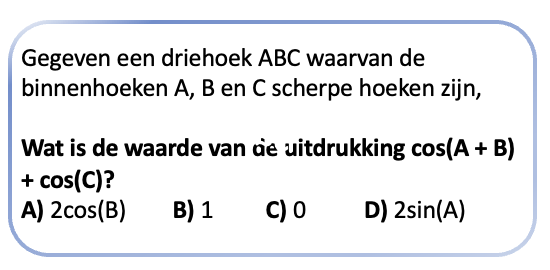 Gegeven een driehoek ABC waarvan de
binnenhoeken A, B en C scherpe hoeken zijn,
Wat is de waarde van de uitdrukking cos(A + B)
+ cos(C)?
A) 2cos(B) B) 1 C) 0 D) 2sin(A)